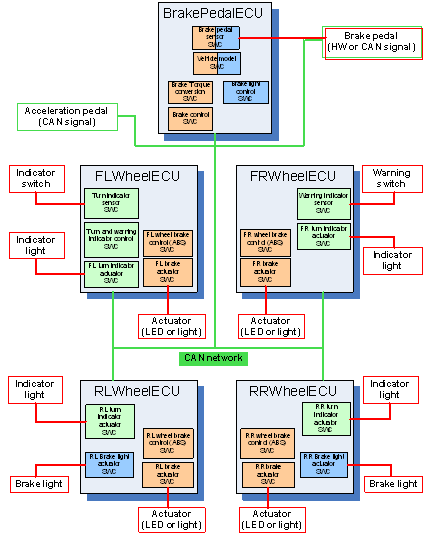 BrakePedalECU
Brake pedal
sensor
SWC
Vehicle model
SWC
Brake Torque
conversion
SWC
Brake light
control
SWC
Brake control
SWC
Brake pedal
(HW or CAN signal)
Acceleration pedal
(CAN signal)
Indicator
switch
Indicator
light
FLWheelECU
Turn indicator
sensor
SWC
Turn and warning
indicator control
SWC
FL wheel brake
control (ABS)
SWC
FL turn indicator
actuator
SWC
FL brake
actuator
SWC
Actuator
(LED or light)
FRWheelECU
Warning indicator
sensor
SWC
FR wheel brake
control (ABS)
SWC
FR turn indicator
actuator
SWC
FR brake
actuator
SWC
Warning
switch
Indicator
light
Actuator
(LED or light)
CAN network
Indicator
light
Brake light
RLWheelECU
RL turn
indicator
actuator
SWC
RL wheel brake
control (ABS)
SWC
RL Brake light
actuator
SWC
RL brake
actuator
SWC
Actuator
(LED or light)
RRWheelECU
RR turn
indicator
actuator
SWC
RR wheel brake
control (ABS)
SWC
RR Brake light
actuator
SWC
RR brake
actuator
SWC
Indicator
light
Brake light
Actuator
(LED or light)